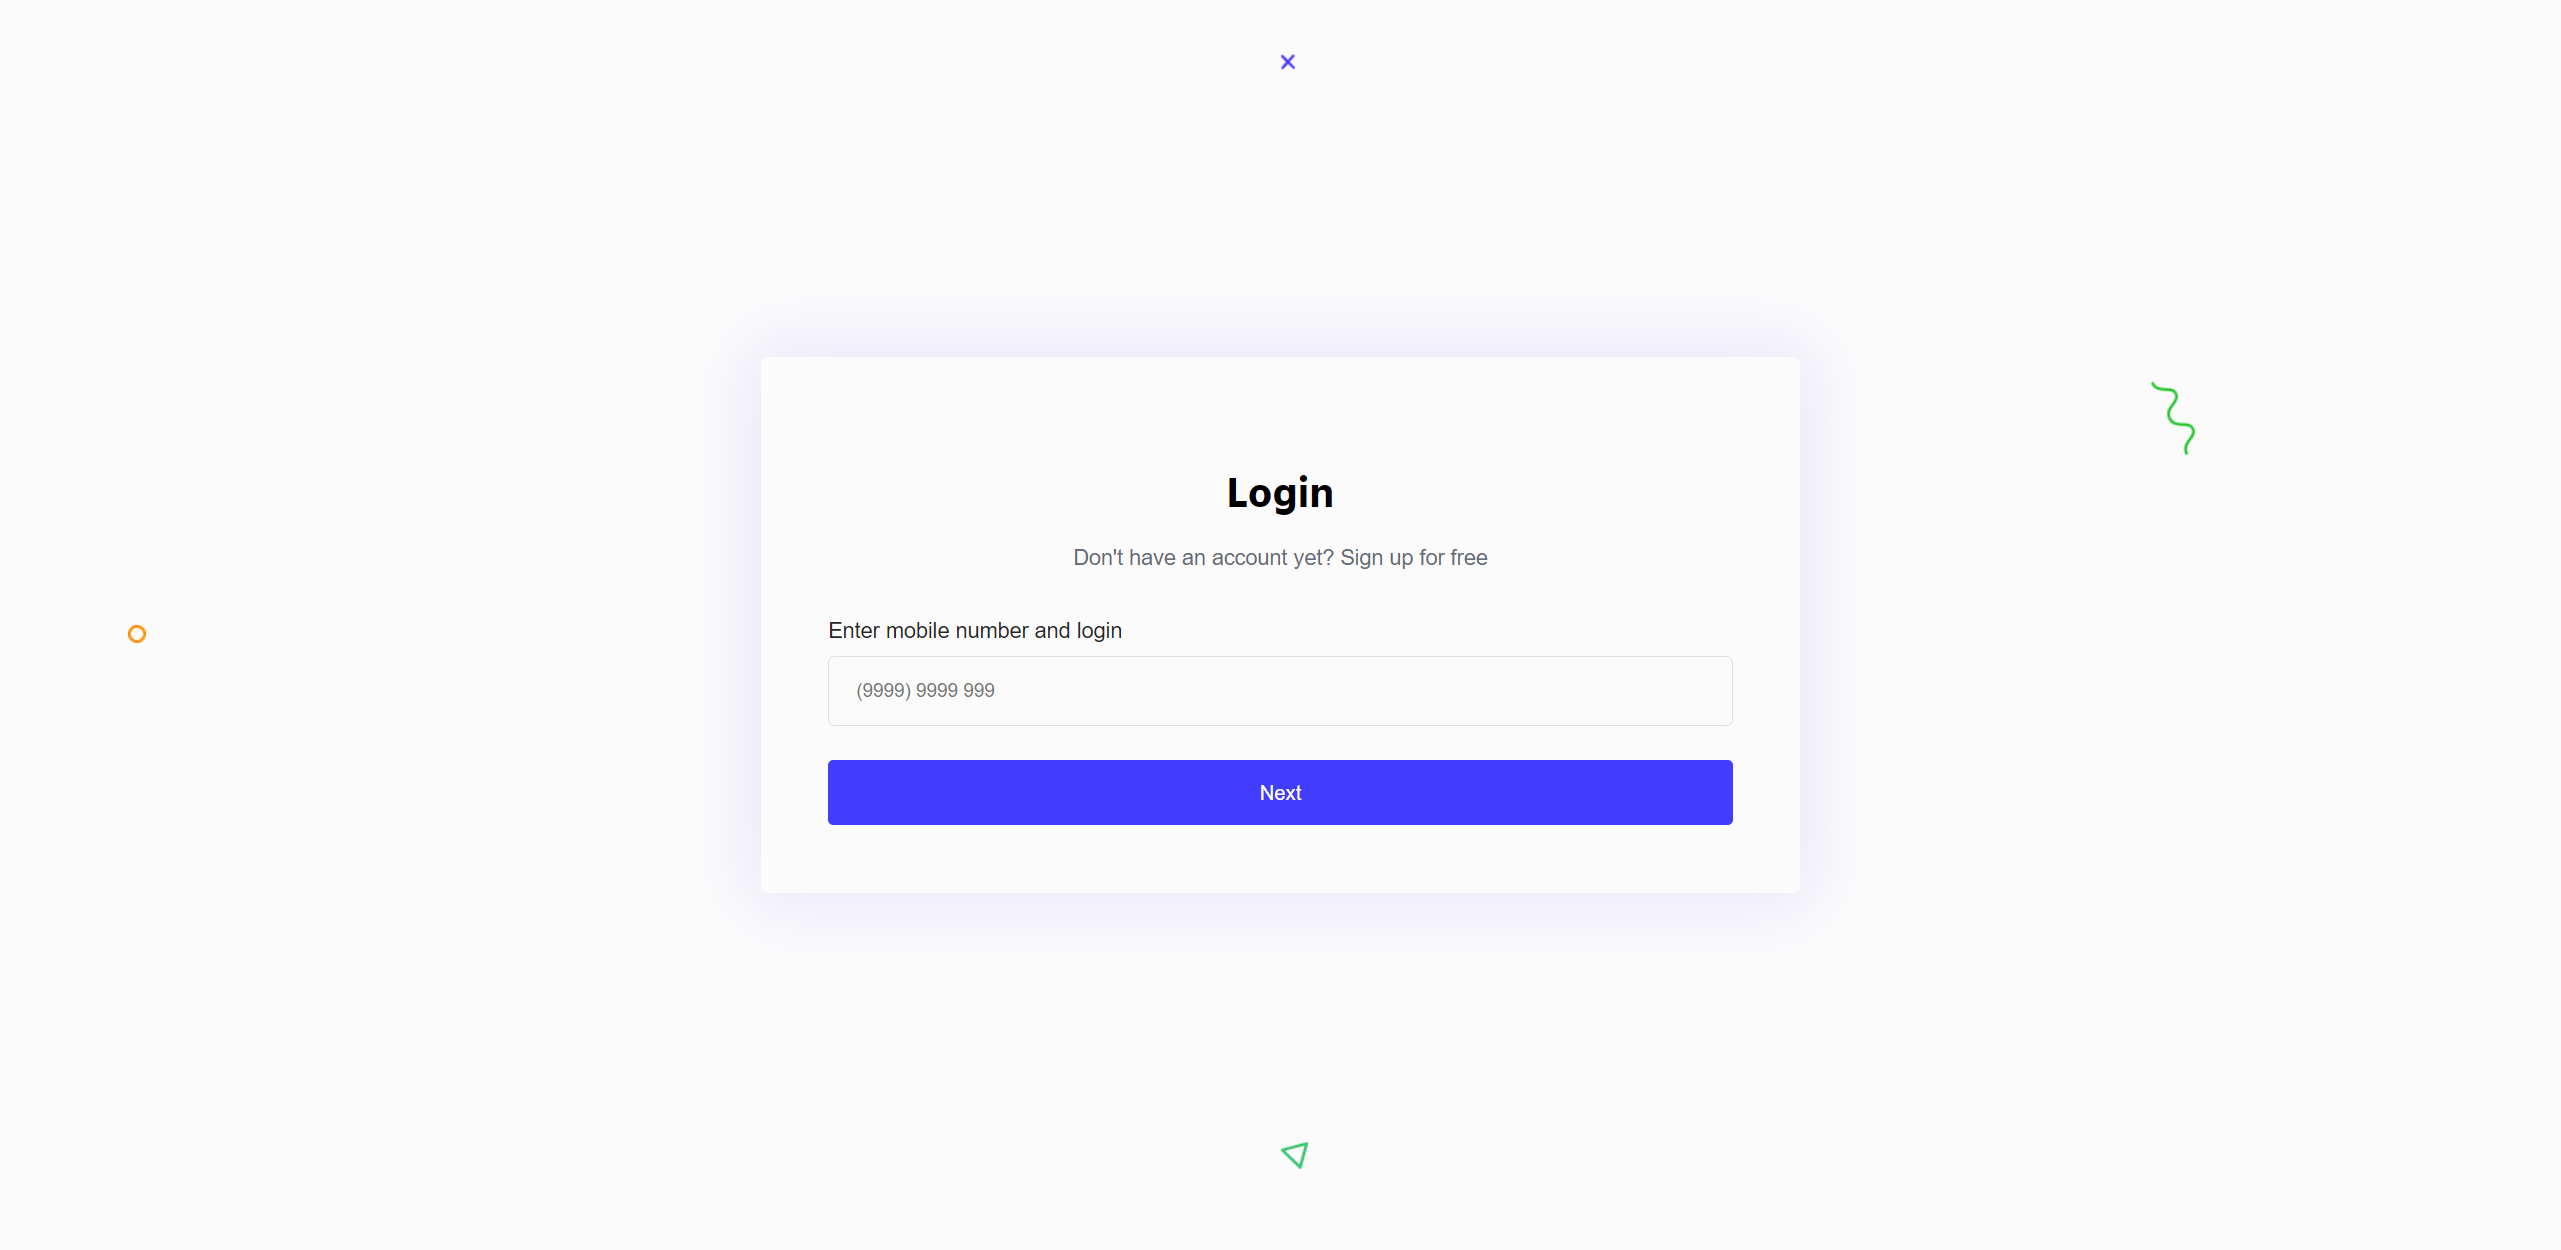 Login
Don't have an account yet? Sign up for free
Enter mobile number and login
(9999) 9999 999
Next